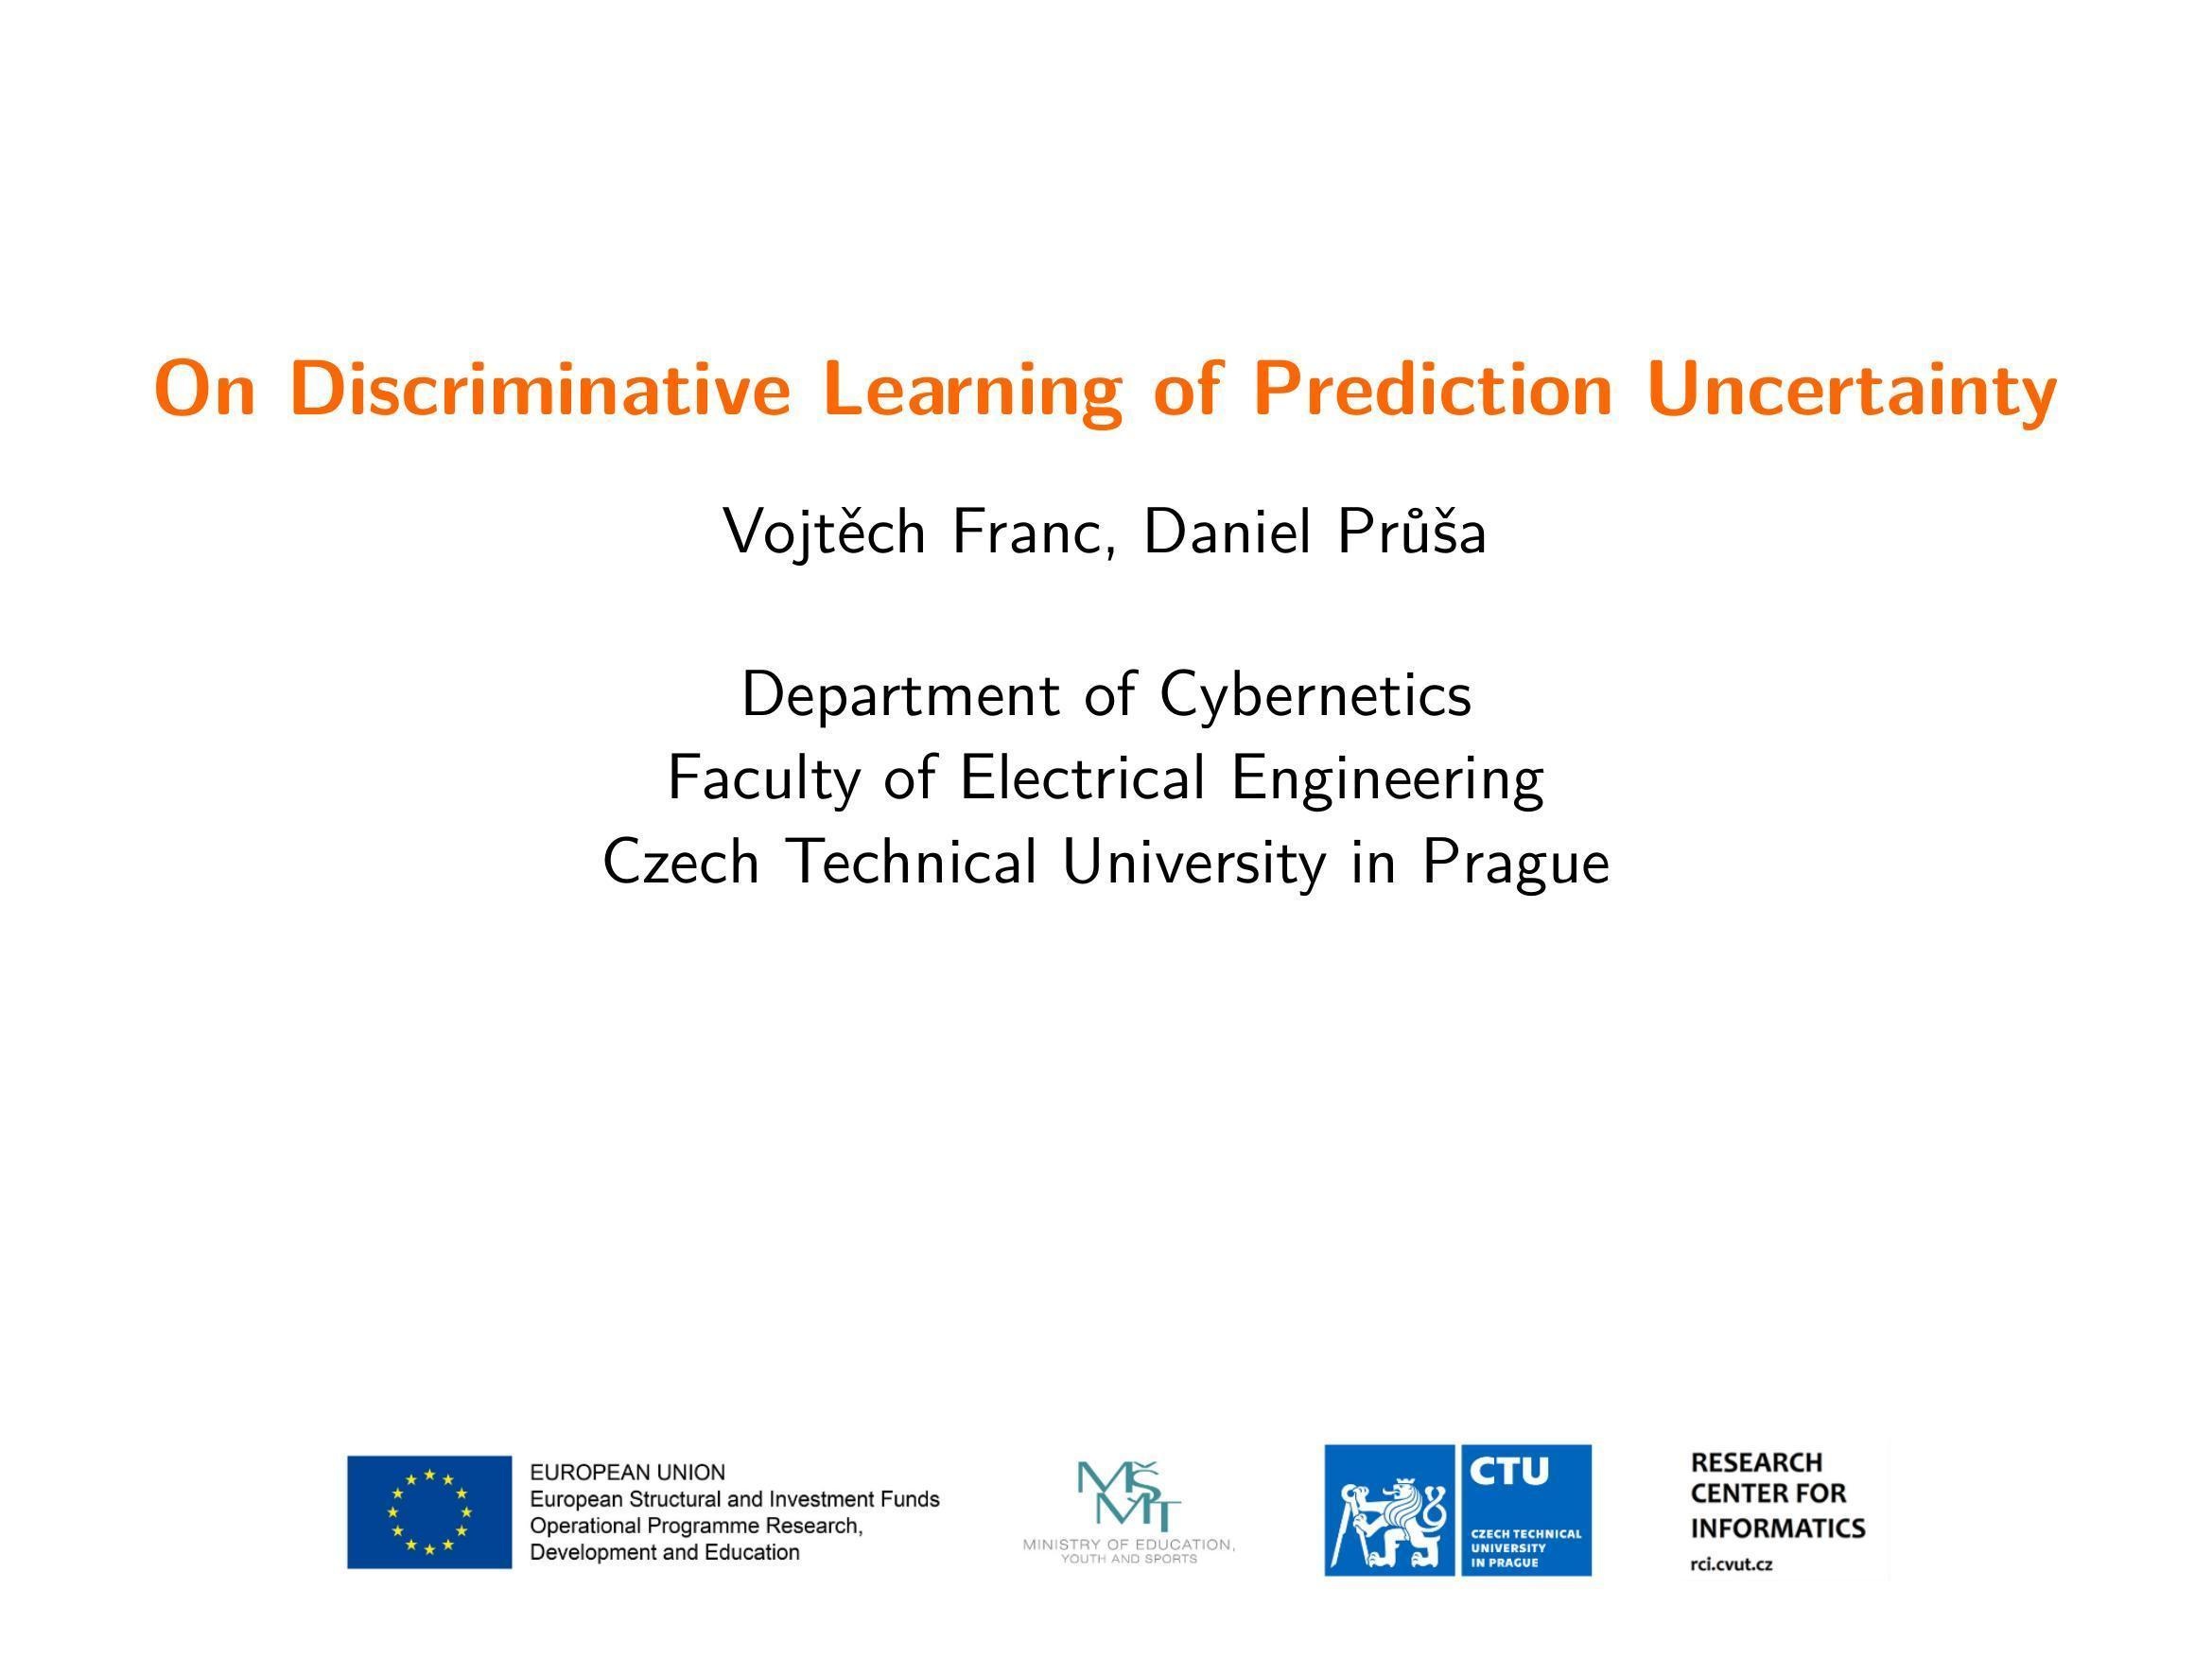 On Discriminative Learning of Prediction Uncertainty
Vojtěch Franc, Daniel Průša
Department of Cybernetics
Faculty of Electrical Engineering
Czech Technical University in Prague
EUROPEAN UNION
European Structural and Investment Funds
Operational Programme Research,
Development and Education
MŠMT
MINISTRY OF EDUCATION,
YOUTH AND SPORTS
CTU
CZECH TECHNICAL
UNIVERSITY
IN PRAGUE
RESEARCH
CENTER FOR
INFORMATICS
rci.cvut.cz